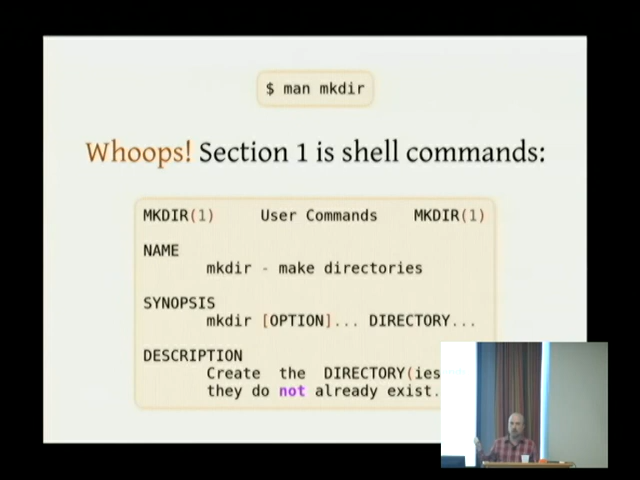 $ man mkdir
Whoops! Section 1 is shell commands:
MKDIR(1) User Commands MKDIR(1)
NAME
mkdir - make directories
SYNOPSIS
mkdir [OPTION]... DIRECTORY...
DESCRIPTION
Create the DIRECTORY(ies
they do not already exist.